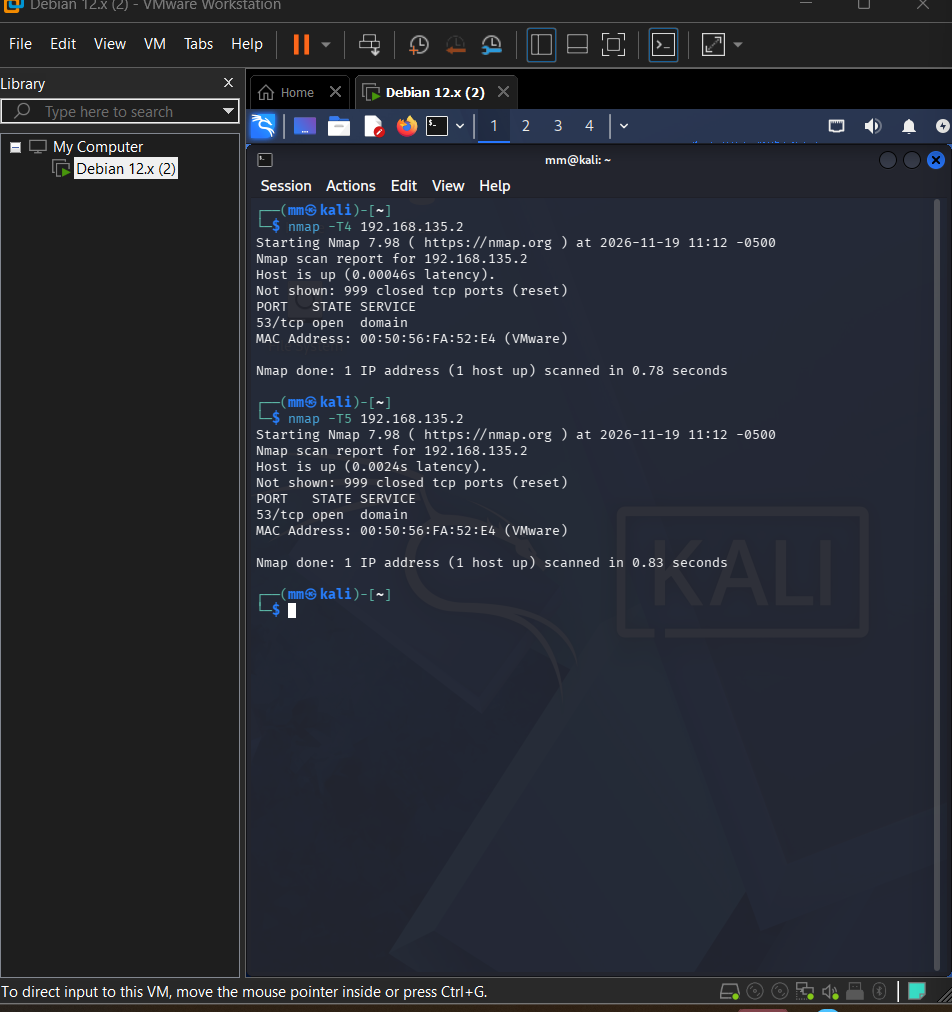 Debian 12.x (2) - VMware Workstation
File Edit View VM Tabs Help
Library
Type here to search
My Computer
Debian 12.x (2)
Home
Debian 12.x (2)
1 2 3 4
mm@kali: ~
Session Actions Edit View Help
┌──(mm㉿kali)-[~]
└─$ nmap -T4 192.168.135.2
Starting Nmap 7.98 ( https://nmap.org ) at 2026-11-19 11:12 -0500
Nmap scan report for 192.168.135.2
Host is up (0.00046s latency).
Not shown: 999 closed tcp ports (reset)
PORT   STATE SERVICE
53/tcp open  domain
MAC Address: 00:50:56:FA:52:E4 (VMware)
Nmap done: 1 IP address (1 host up) scanned in 0.78 seconds
┌──(mm㉿kali)-[~]
└─$ nmap -T5 192.168.135.2
Starting Nmap 7.98 ( https://nmap.org ) at 2026-11-19 11:12 -0500
Nmap scan report for 192.168.135.2
Host is up (0.0024s latency).
Not shown: 999 closed tcp ports (reset)
PORT   STATE SERVICE
53/tcp open  domain
MAC Address: 00:50:56:FA:52:E4 (VMware)
Nmap done: 1 IP address (1 host up) scanned in 0.83 seconds
┌──(mm㉿kali)-[~]
└─$
KALI
To direct input to this VM, move the mouse pointer inside or press Ctrl+G.